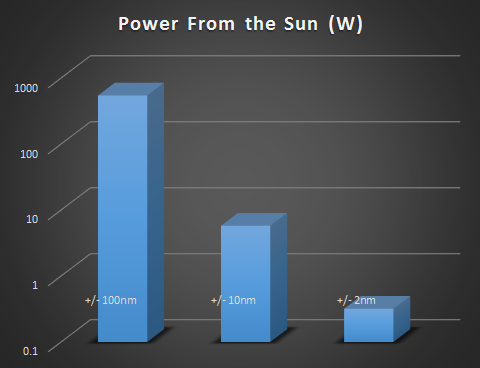 Power From the Sun (W)
1000
100
10
1
0.1
+/- 100nm
+/- 10nm
+/- 2nm